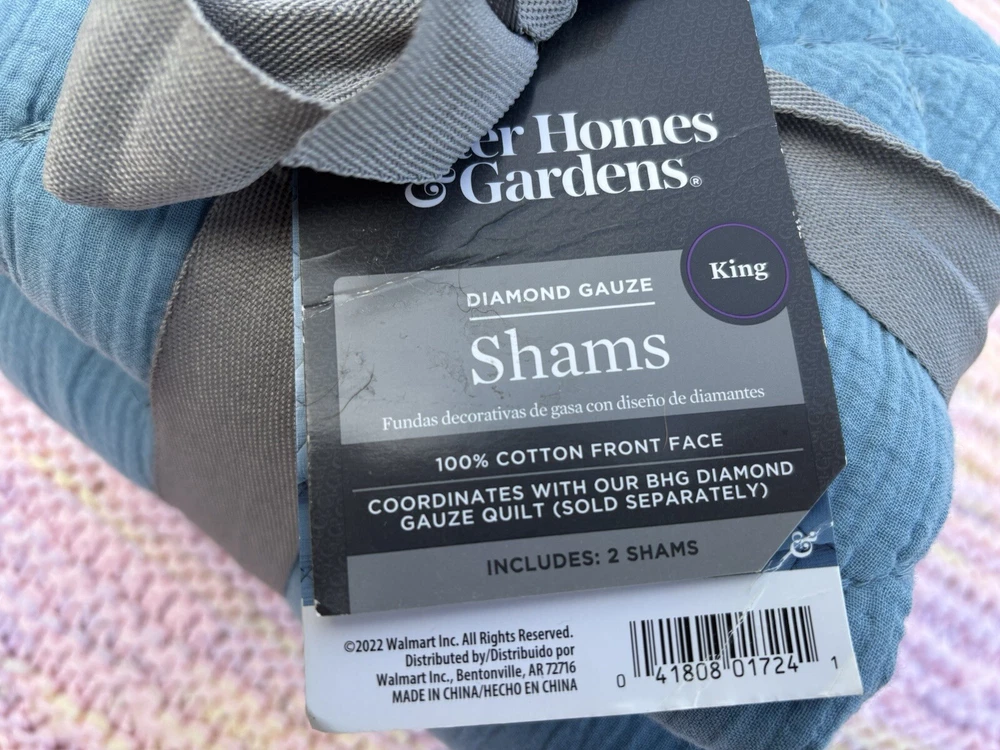 Homes
& Gardens®
King
DIAMOND GAUZE
Shams
Fundas decorativas de gasa con diseño de diamantes
100% COTTON FRONT FACE
COORDINATES WITH OUR BHG DIAMOND
GAUZE QUILT (SOLD SEPARATELY)
INCLUDES: 2 SHAMS
&
©2022 Walmart Inc. All Rights Reserved.
Distributed by/Distribuido por
Walmart Inc., Bentonville, AR 72716
MADE IN CHINA/HECHO EN CHINA
0 41808 01724 1